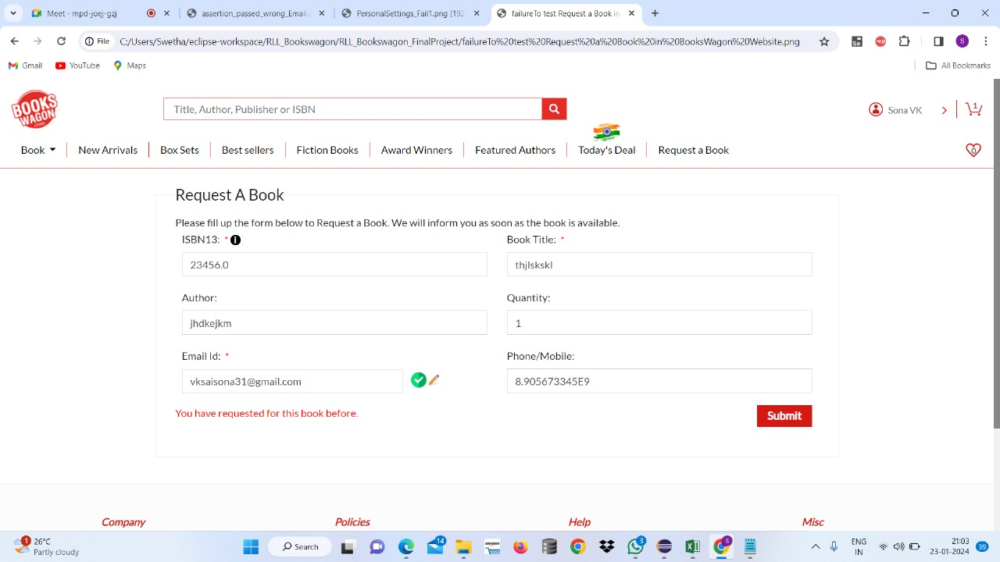 Meet - mpd-joej-gzj
assertion_passed_wrong_Email.
PersonalSettings_Fail1.png (192
failureTo test Request a Book in
File C:/Users/Swetha/eclipse-workspace/RLL_Bookswagon/RLL_Bookswagon_FinalProject/failureTo%20test%20Request%20a%20Book%20in%20BooksWagon%20Website.png
S
Gmail YouTube Maps All Bookmarks
BOOKS WAGON .com
Title, Author, Publisher or ISBN
Sona VK
1
Book New Arrivals Box Sets Best sellers Fiction Books Award Winners Featured Authors Today's Deal Request a Book 0
Request A Book
Please fill up the form below to Request a Book. We will inform you as soon as the book is available.
ISBN13: * Book Title: *
23456.0 thjlskskl
Author: Quantity:
jhdkejkm 1
Email Id: * Phone/Mobile:
vksaisona31@gmail.com 8.905673345E9
You have requested for this book before. Submit
Company Policies Help Misc
1 26°C
Partly cloudy
Search
14
amazon
3
S
ENG
IN
21:03
23-01-2024
39